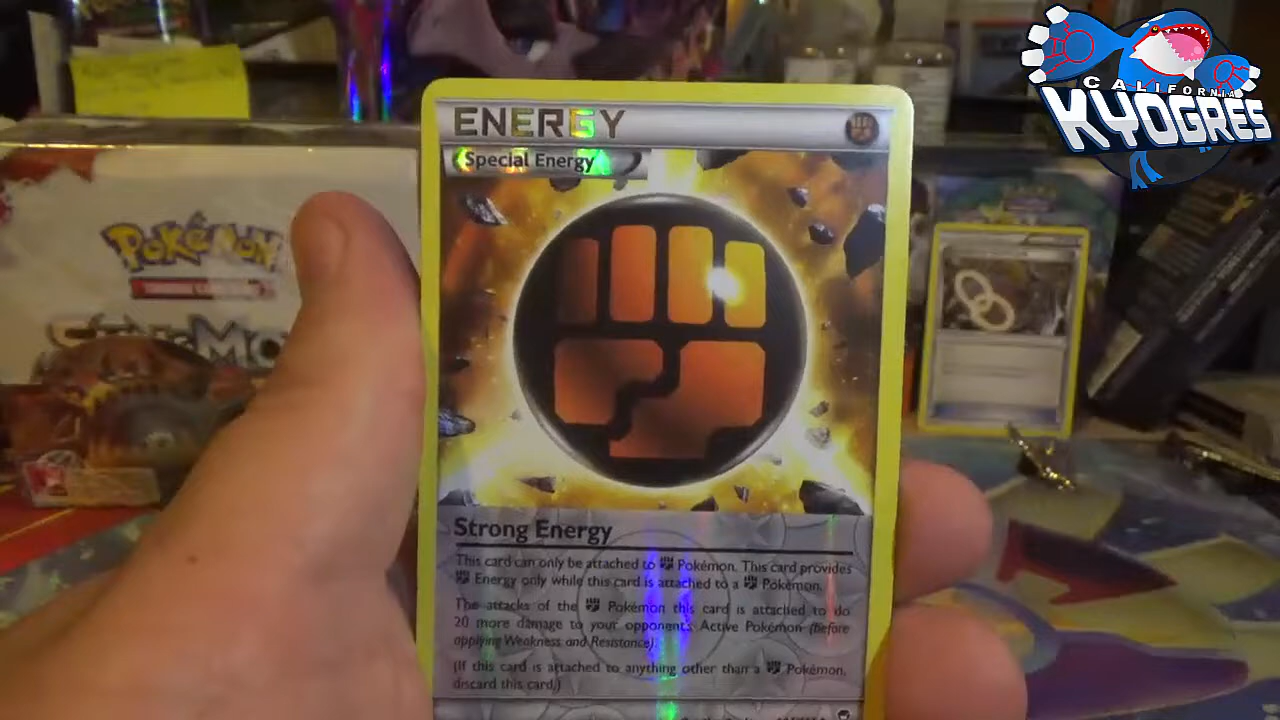 CALIFORNIA
KYOGRES
ENERGY
Special Energy
POKÉMON
Strong Energy
This card can only be attached to Pokémon. This card provides
Energy only while this card is attached to a Pokémon.
The attacks of the Pokémon this card is attached to do
20 more damage to your opponent's Active Pokémon (before
applying Weakness and Resistance).
(If this card is attached to anything other than a Pokémon,
discard this card.)